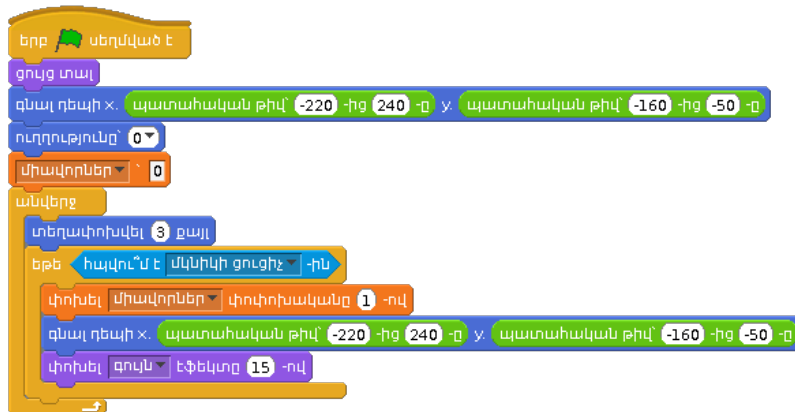 երբ սեղմված է
ցույց տալ
գնալ դեպի x. պատահական թիվ՝ -220 -ից 240 -ը y. պատահական թիվ՝ -160 -ից -50 -ը
ուղղությունը՝ 0
միավորներ ՝ 0
անվերջ
տեղափոխվել 3 քայլ
եթե հպվու՞մ է մկնիկի ցուցիչ -ին
փոխել միավորներ փոփոխականը 1 -ով
գնալ դեպի x. պատահական թիվ՝ -220 -ից 240 -ը y. պատահական թիվ՝ -160 -ից -50 -ը
փոխել գույն էֆեկտը 15 -ով